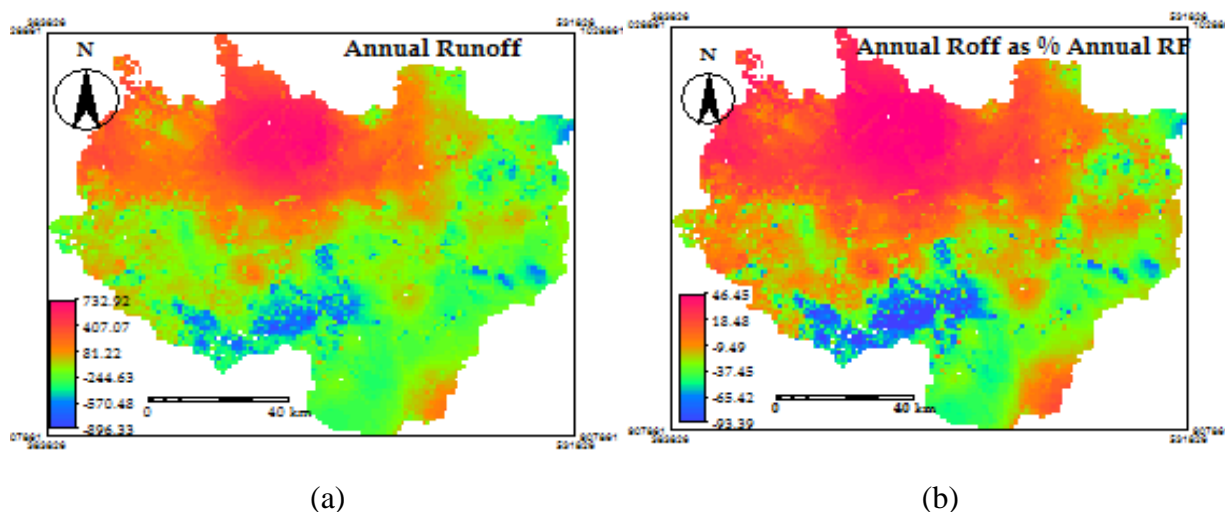 Annual Runoff
N
732.92
407.07
81.22
-244.63
-570.48
-896.33
0 40 km
(a)
Annual Roff as % Annual RF
N
46.45
18.48
-9.49
-37.45
-65.42
-93.39
0 40 km
(b)